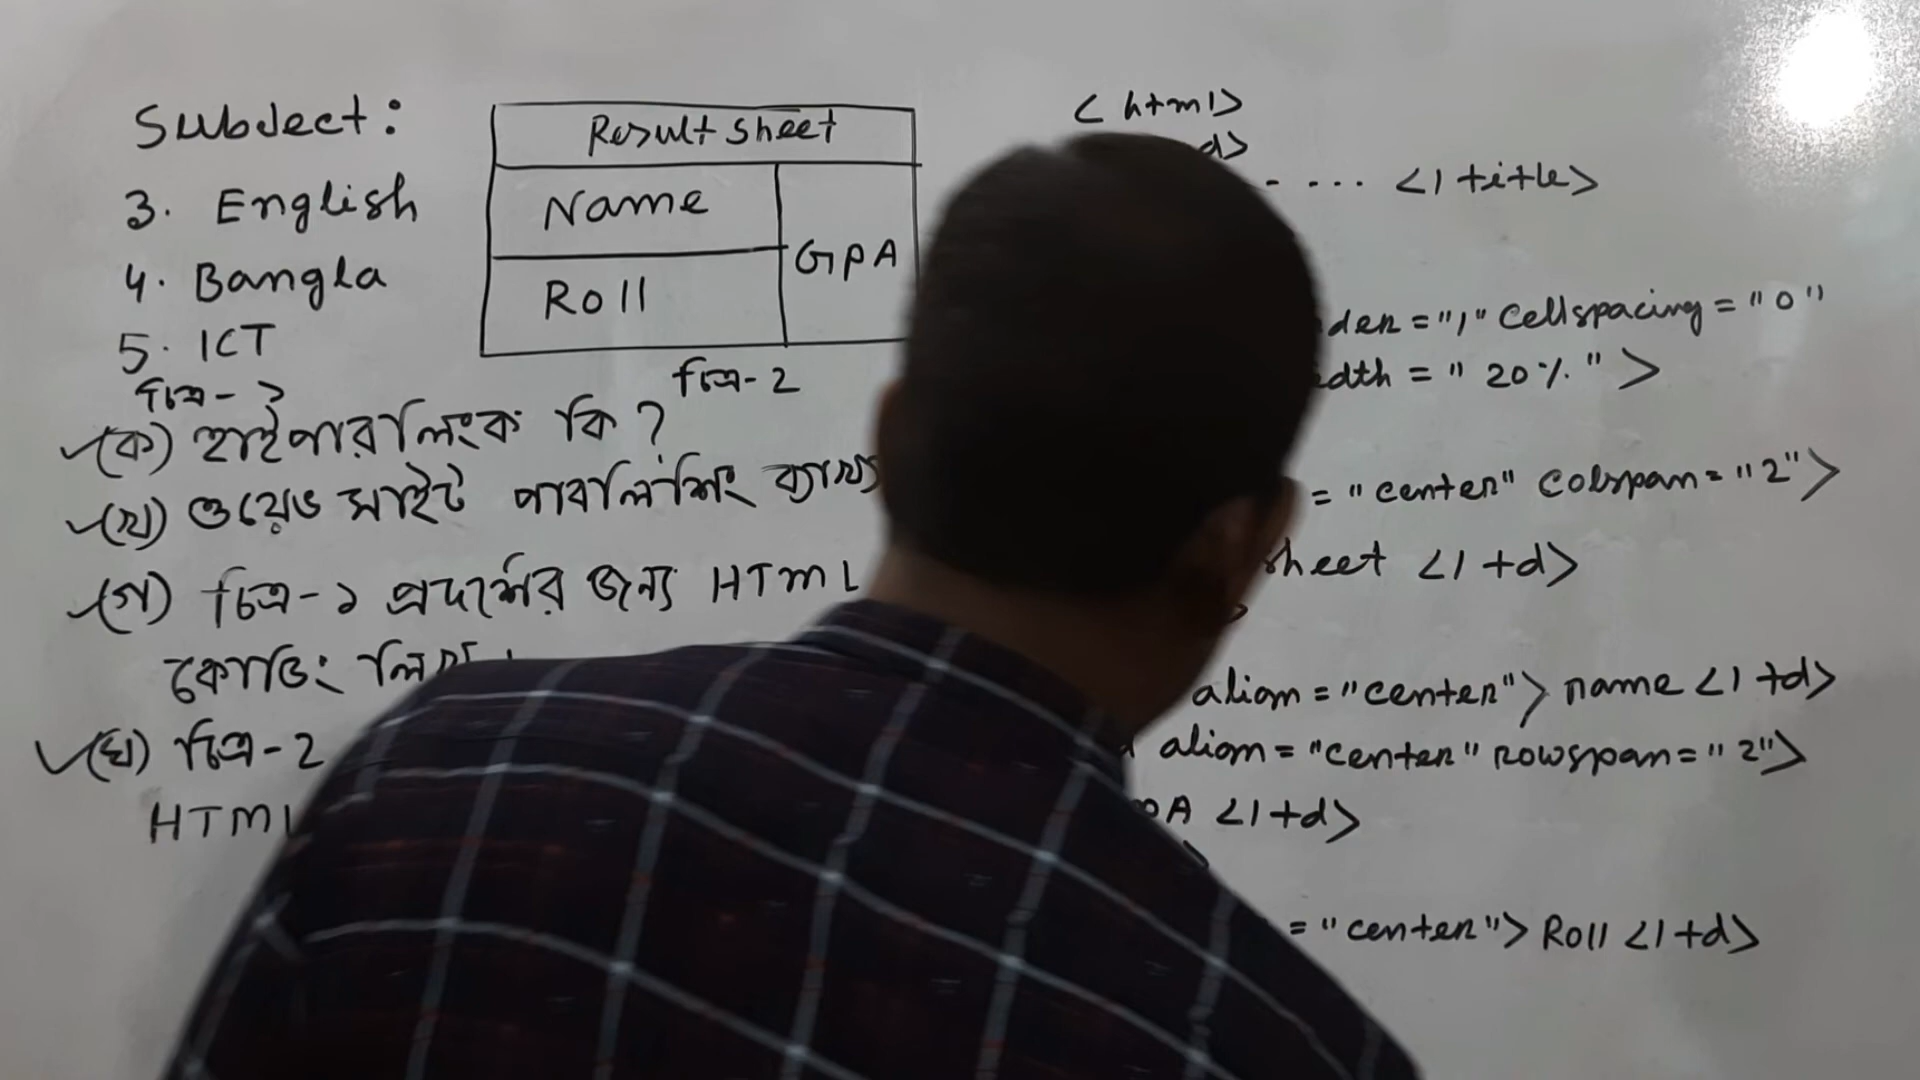 Subject:
3. English
4. Bangla
5. ICT
চিত্র- ১
Result sheet
Name
GPA
Roll
চিত্র- 2
(ক) হাইপারলিংক কি ?
(খ) ওয়েভ সাইট পাবলিশিং
(গ) চিত্র- ১ প্রদর্শের জন্য HTML
কোডিং
(ঘ) চিত্র- 2
HTML
<html>
d>
- .... </title>
der = "1" Cellspacing = "0"
dth = "20%">
= "center" Colspan = "2">
sheet </td>
align = "center"> name </td>
align = "center" rowspan = "2">
A </td>
= "center"> Roll </td>